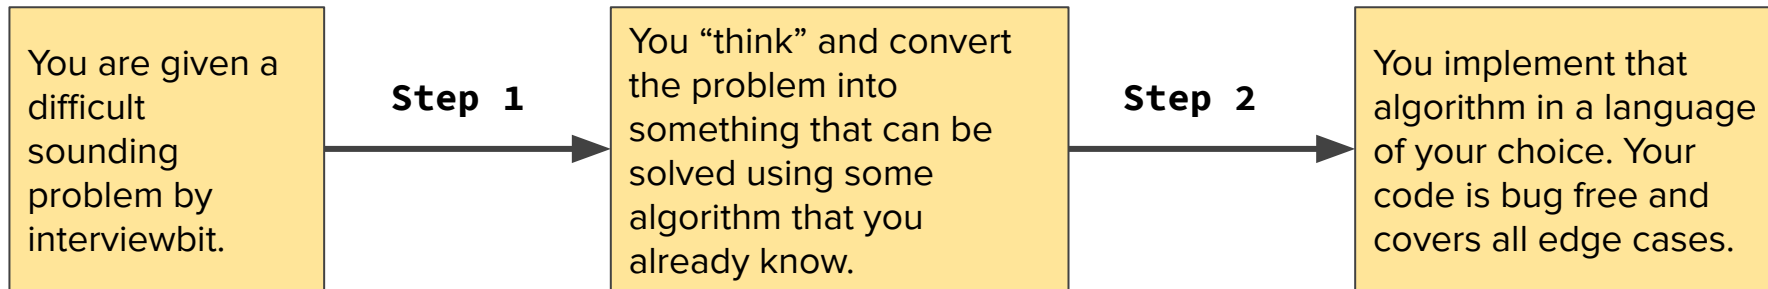 You are given a
difficult
sounding
problem by
interviewbit.
Step 1
You “think” and convert
the problem into
something that can be
solved using some
algorithm that you
already know.
Step 2
You implement that
algorithm in a language
of your choice. Your
code is bug free and
covers all edge cases.